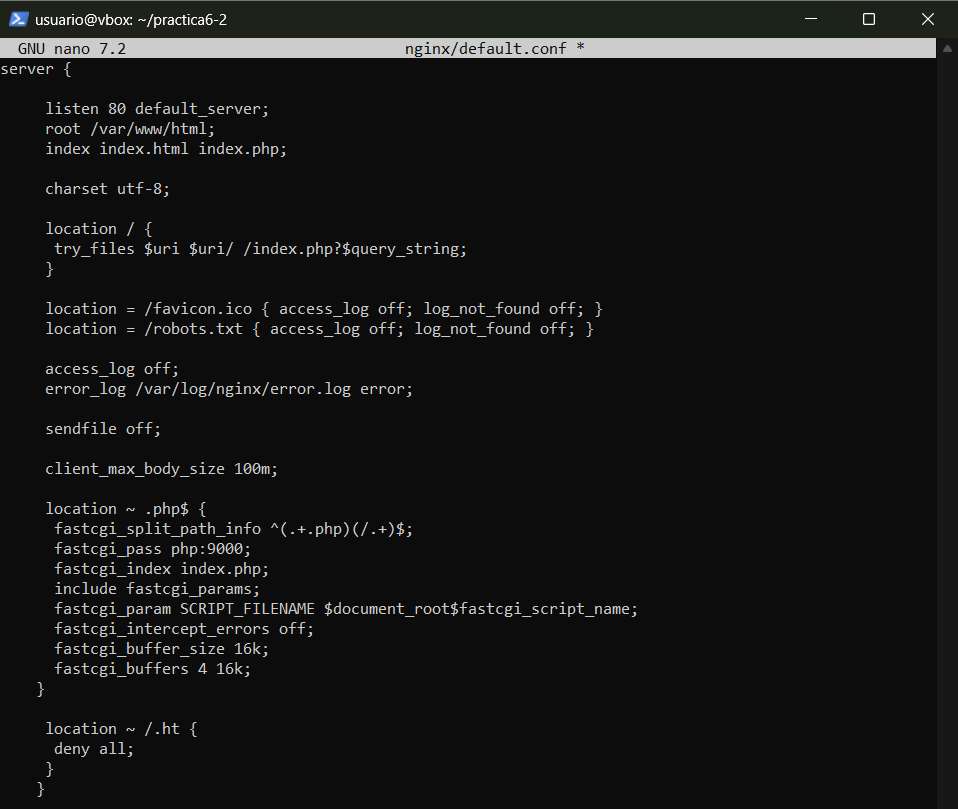 usuario@vbox: ~/practica6-2
GNU nano 7.2 nginx/default.conf *
server {
listen 80 default_server;
root /var/www/html;
index index.html index.php;
charset utf-8;
location / {
try_files $uri $uri/ /index.php?$query_string;
}
location = /favicon.ico { access_log off; log_not_found off; }
location = /robots.txt { access_log off; log_not_found off; }
access_log off;
error_log /var/log/nginx/error.log error;
sendfile off;
client_max_body_size 100m;
location ~ .php$ {
fastcgi_split_path_info ^(.+.php)(/.+)$;
fastcgi_pass php:9000;
fastcgi_index index.php;
include fastcgi_params;
fastcgi_param SCRIPT_FILENAME $document_root$fastcgi_script_name;
fastcgi_intercept_errors off;
fastcgi_buffer_size 16k;
fastcgi_buffers 4 16k;
}
location ~ /.ht {
deny all;
}
}